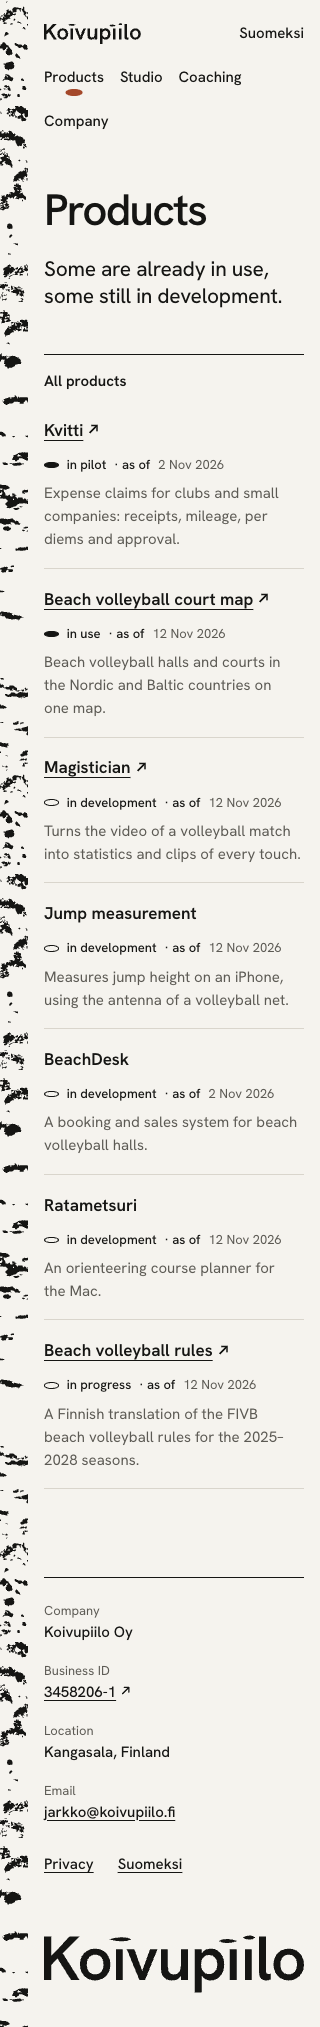 Koivupiilo
Suomeksi
Products Studio Coaching
Company
Products
Some are already in use,
some still in development.
All products
Kvitti ↗
in pilot · as of 2 Nov 2026
Expense claims for clubs and small
companies: receipts, mileage, per
diems and approval.
Beach volleyball court map ↗
in use · as of 12 Nov 2026
Beach volleyball halls and courts in
the Nordic and Baltic countries on
one map.
Magistician ↗
in development · as of 12 Nov 2026
Turns the video of a volleyball match
into statistics and clips of every touch.
Jump measurement
in development · as of 12 Nov 2026
Measures jump height on an iPhone,
using the antenna of a volleyball net.
BeachDesk
in development · as of 2 Nov 2026
A booking and sales system for beach
volleyball halls.
Ratametsuri
in development · as of 12 Nov 2026
An orienteering course planner for
the Mac.
Beach volleyball rules ↗
in progress · as of 12 Nov 2026
A Finnish translation of the FIVB
beach volleyball rules for the 2025–
2028 seasons.
Company
Koivupiilo Oy
Business ID
3458206-1 ↗
Location
Kangasala, Finland
Email
jarkko@koivupiilo.fi
Privacy Suomeksi
Koivupiilo